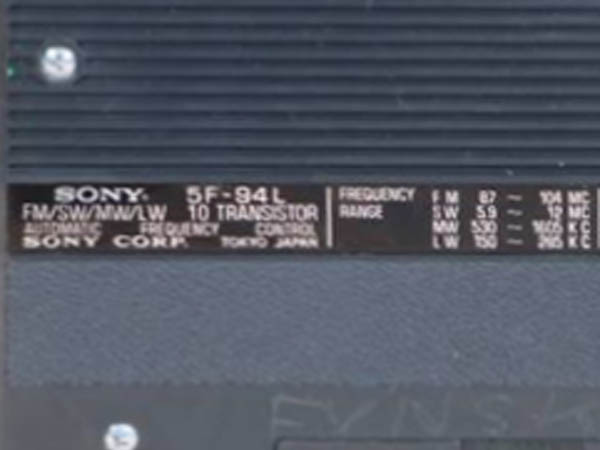 SONY. 5F-94L
FM/SW/MW/LW 10 TRANSISTOR
AUTOMATIC FREQUENCY CONTROL
SONY CORP. TOKYO JAPAN
FREQUENCY RANGE
FM 87 ~ 104 MC
SW 5.9 ~ 12 MC
MW 530 ~ 1605 KC
LW 150 ~ 265 KC